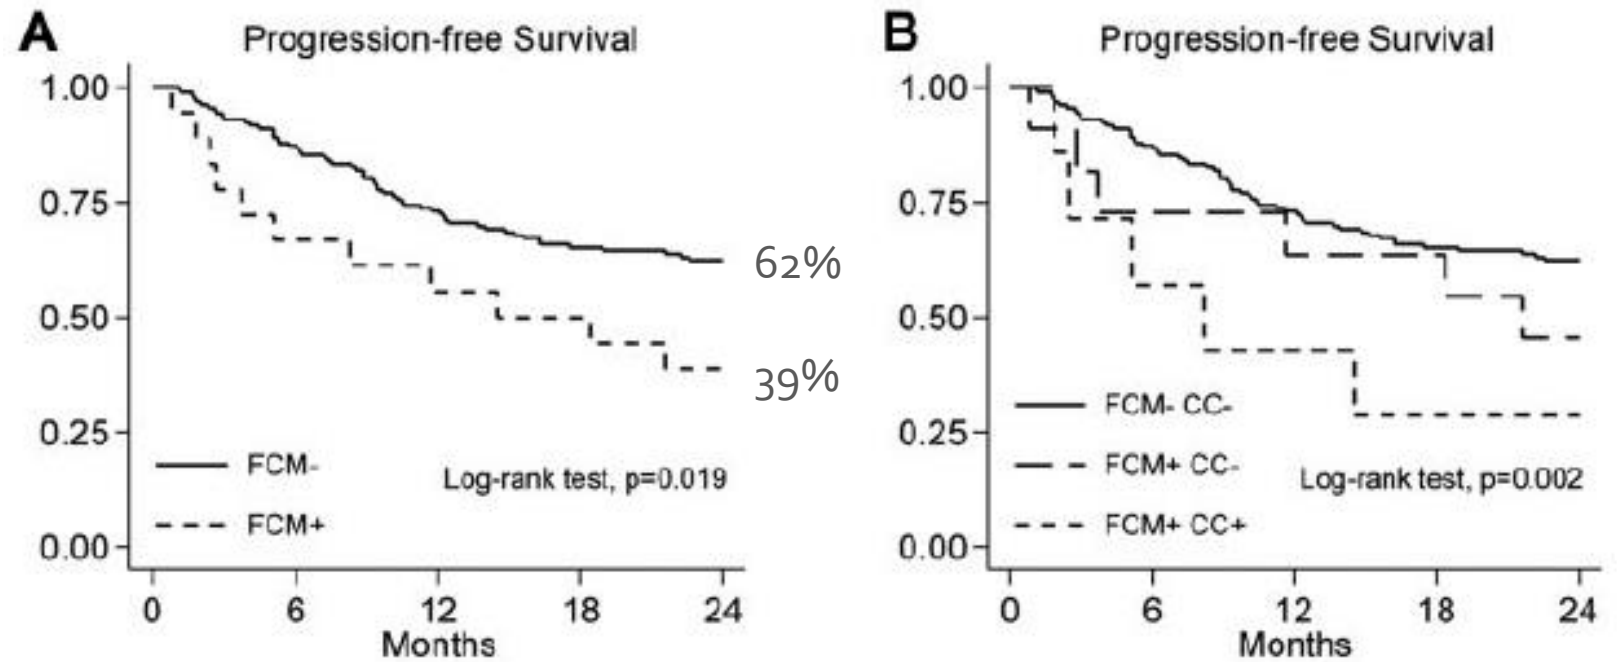 A
Progression-free Survival
1.00
0.75
0.50
0.25
0.00
62%
39%
FCM-
FCM+
Log-rank test, p=0.019
0 6 12 18 24
Months
B
Progression-free Survival
1.00
0.75
0.50
0.25
0.00
FCM- CC-
FCM+ CC-
FCM+ CC+
Log-rank test, p=0.002
0 6 12 18 24
Months